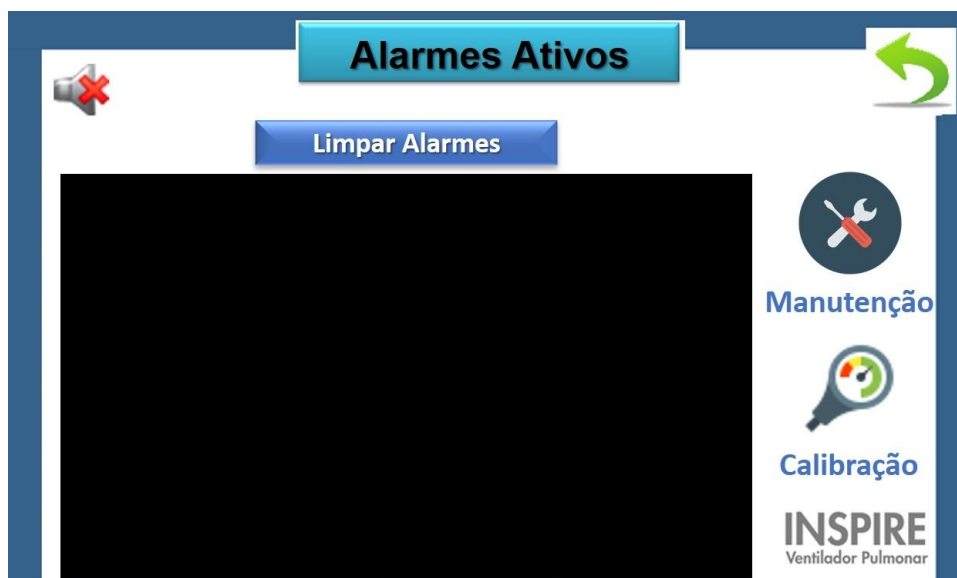 Alarmes Ativos
Limpar Alarmes
Manutenção
Calibração
INSPIRE
Ventilador Pulmonar